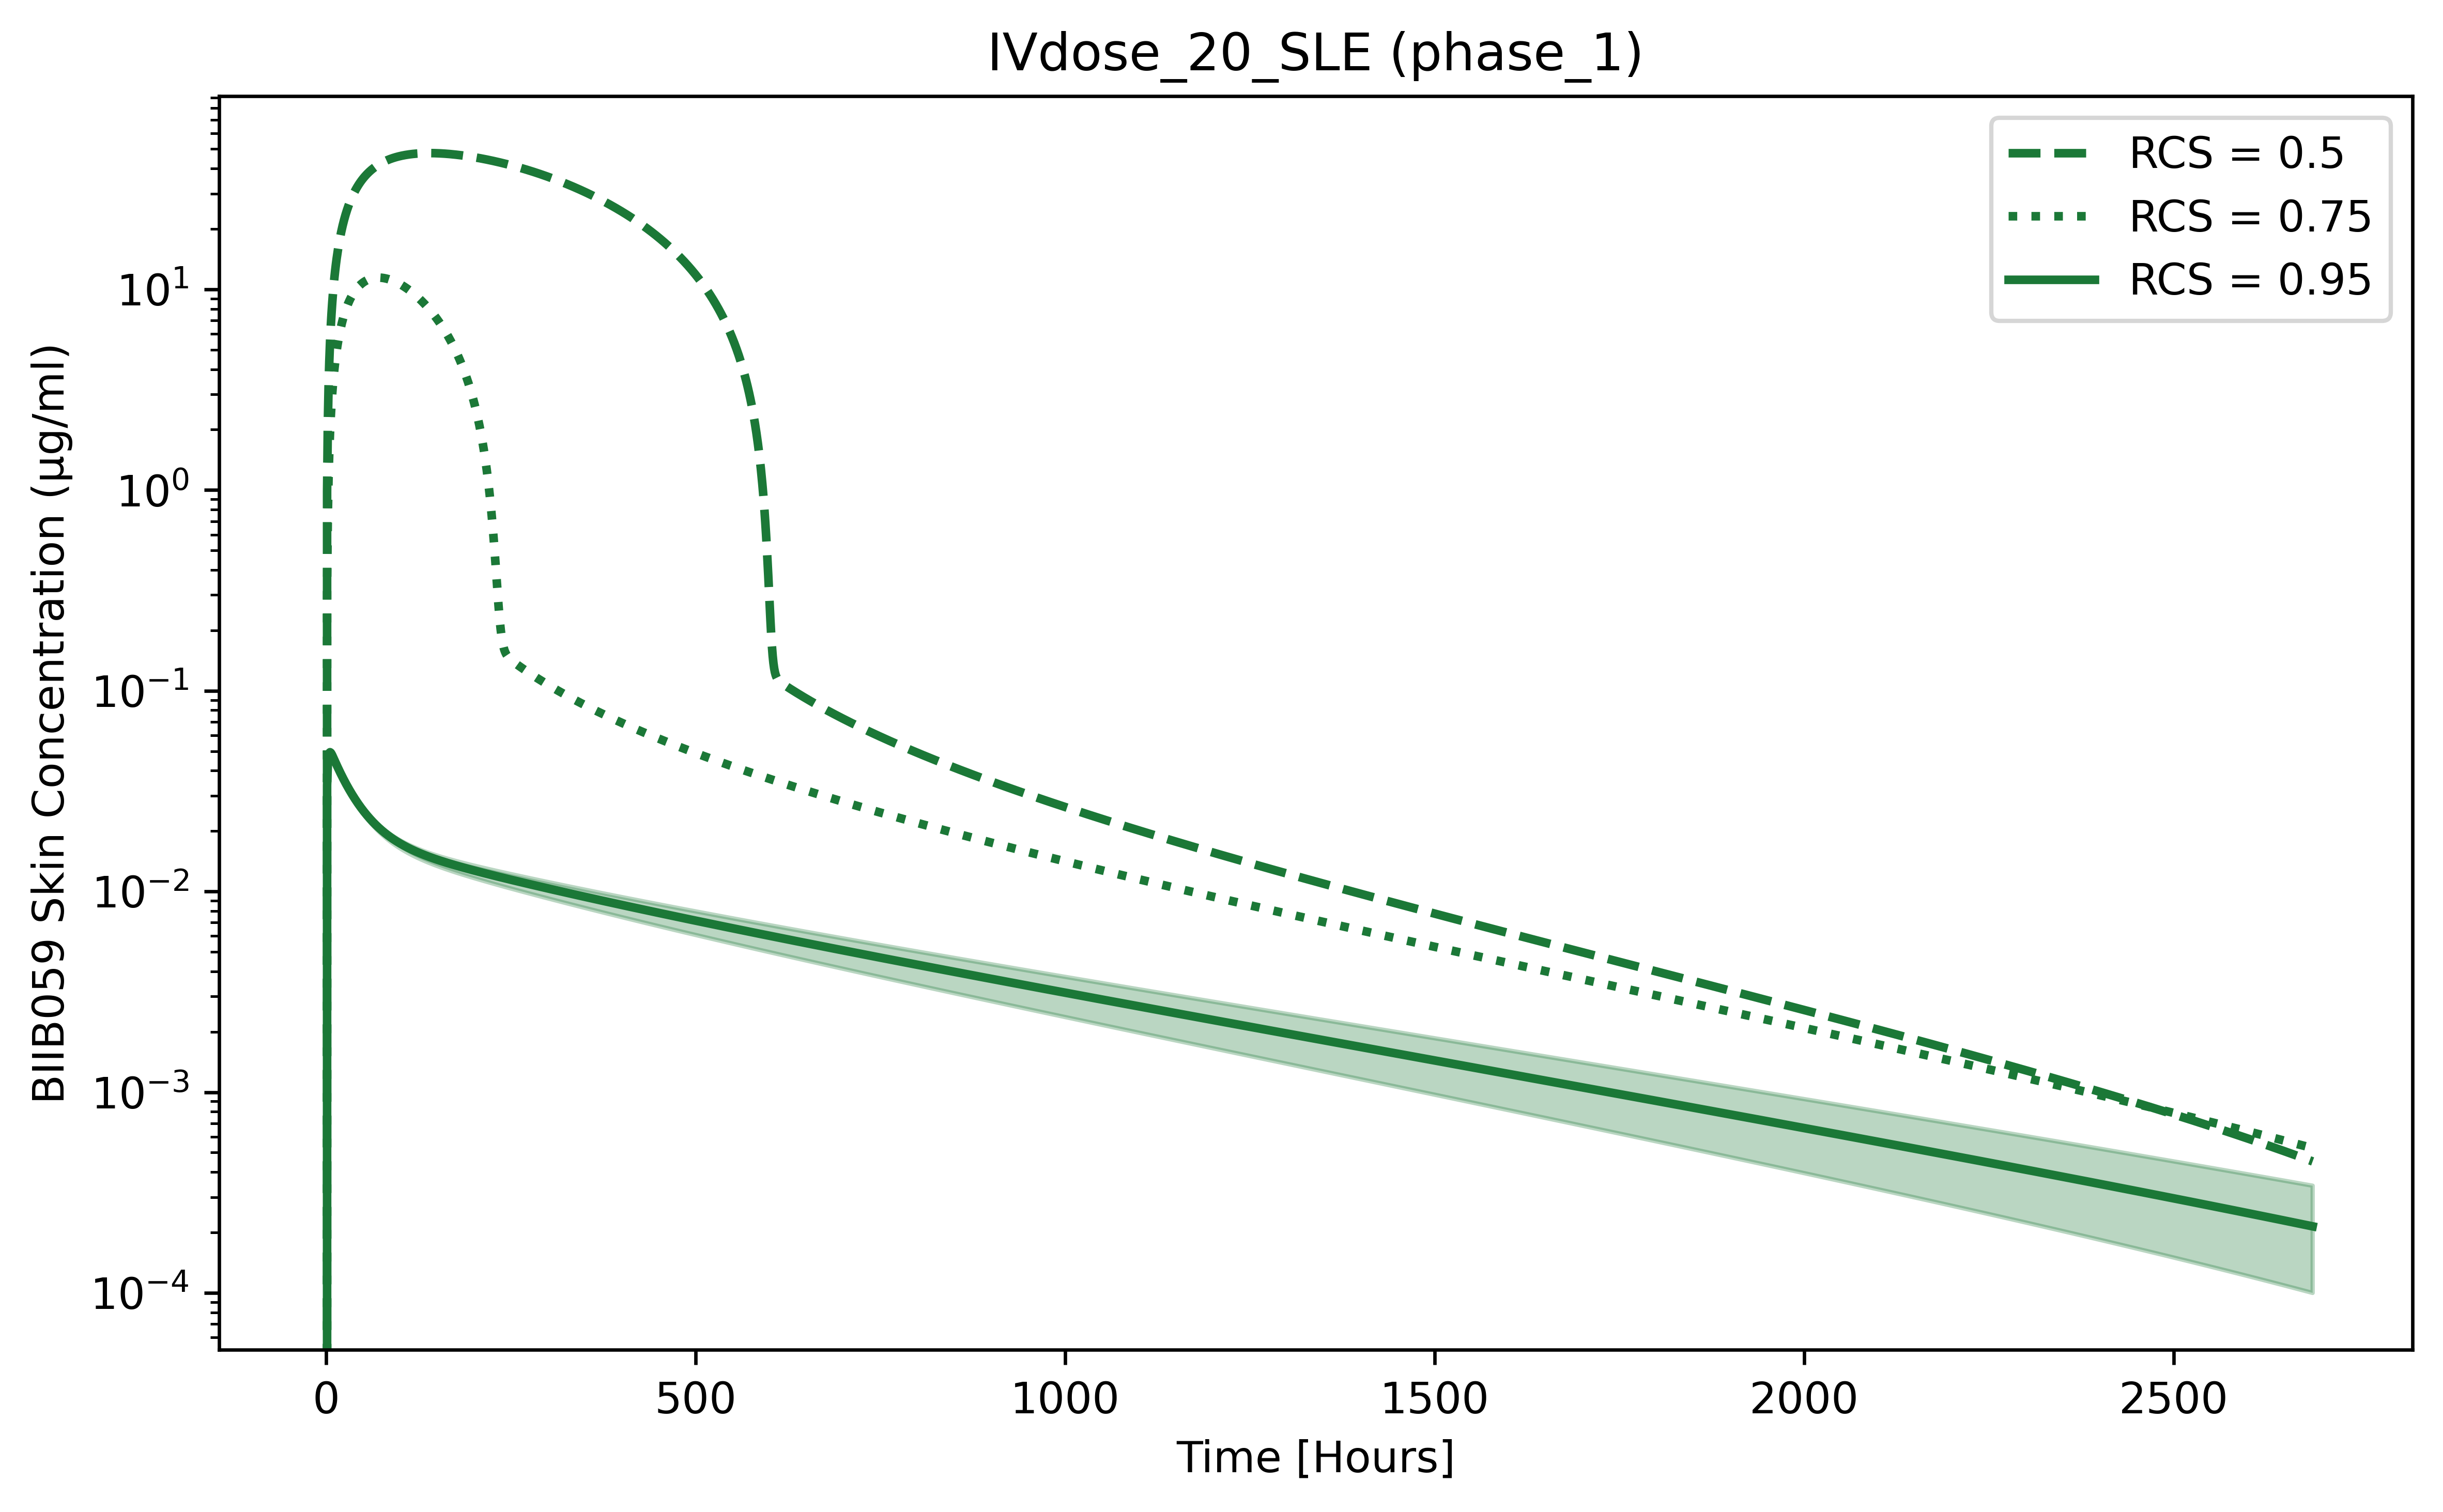 IVdose_20_SLE (phase_1)
RCS = 0.5
RCS = 0.75
RCS = 0.95
BIIB059 Skin Concentration (µg/ml)
10¹
10⁰
10⁻¹
10⁻²
10⁻³
10⁻⁴
0 500 1000 1500 2000 2500
Time [Hours]